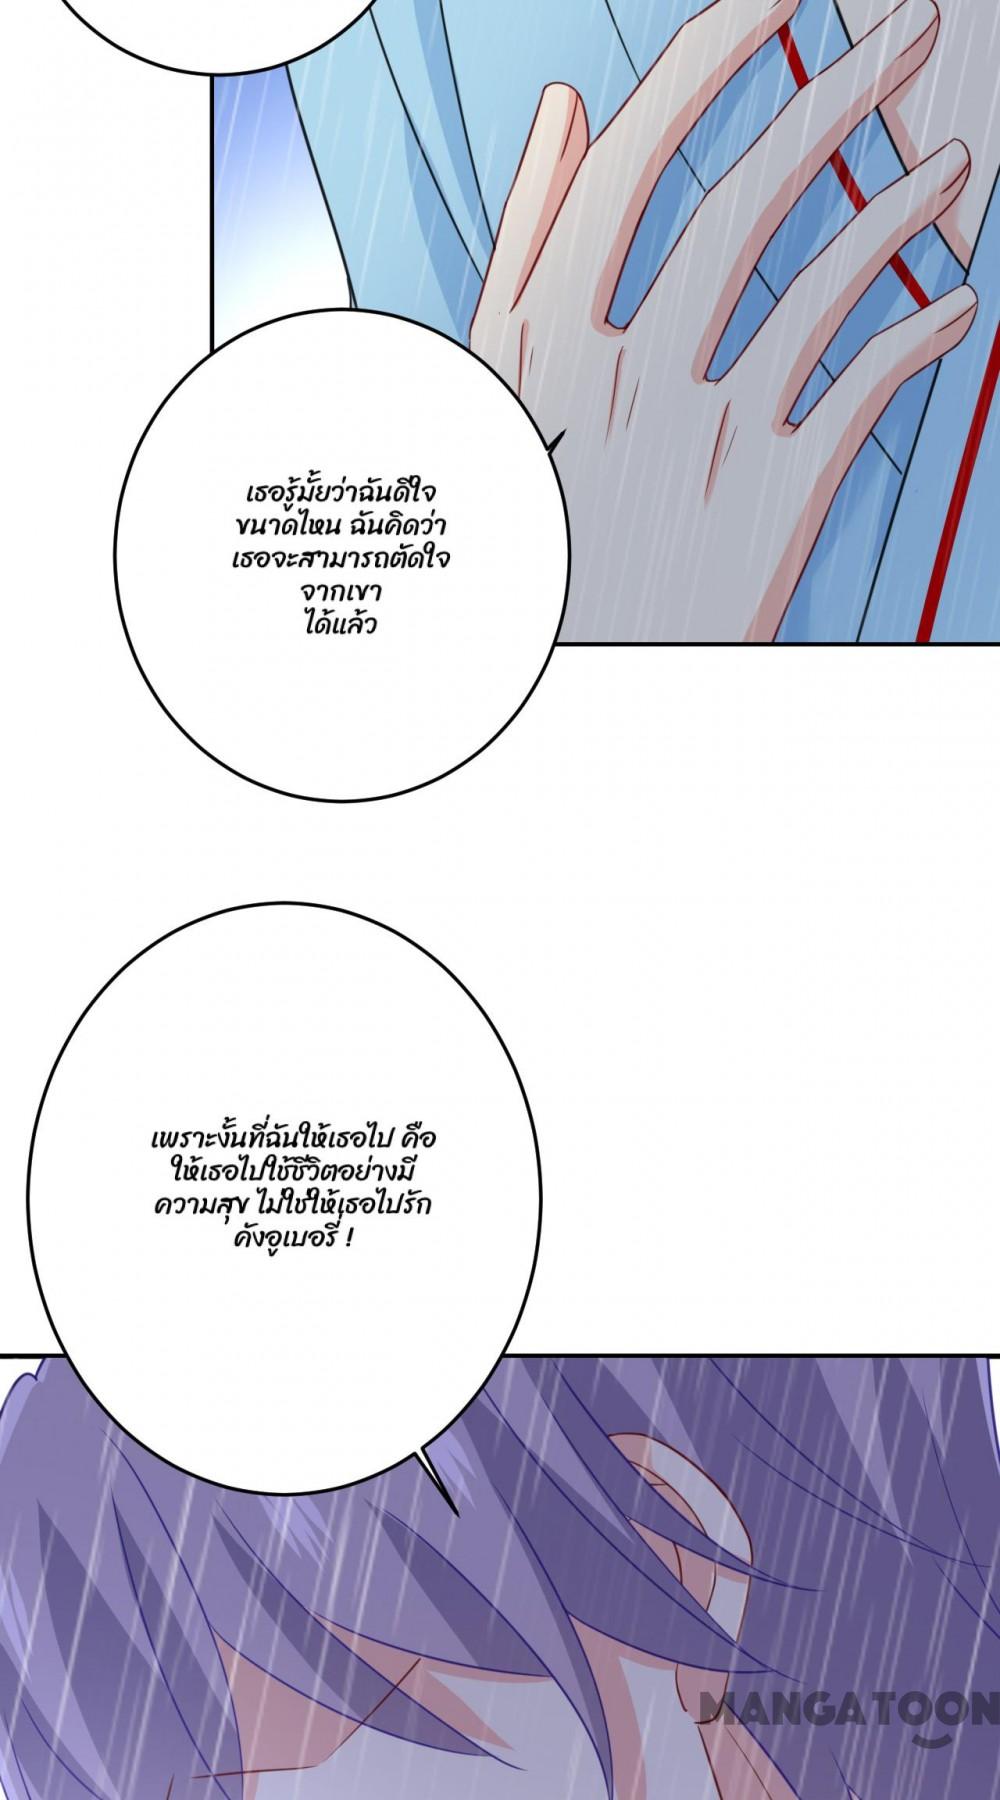 เธอรู้มั้ยว่าฉันดีใจ
ขนาดไหน ฉันคิดว่า
เธอจะสามารถตัดใจ
จากเขา
ได้แล้ว
เพราะงั้นที่ฉันให้เธอไป คือ
ให้เธอไปใช้ชีวิตอย่างมี
ความสุข ไม่ใช่ให้เธอไปรัก
คังอูเบอรี่ !
MANGATOON